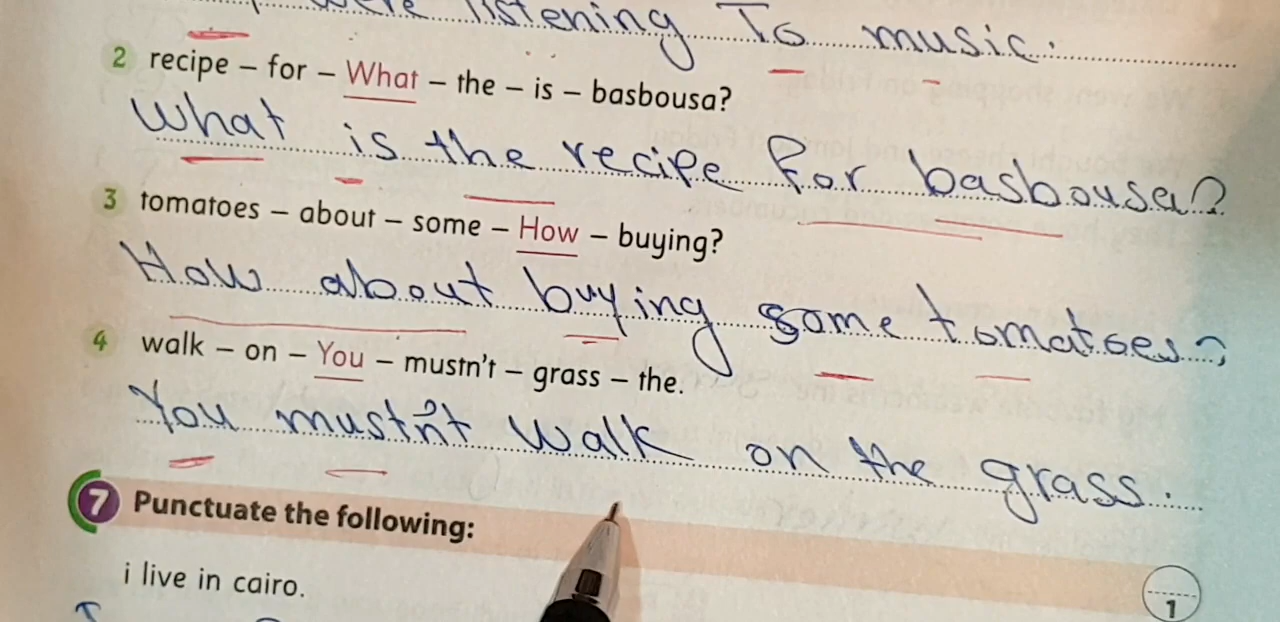 were listening To music.
2 recipe – for – What – the – is – basbousa?
What is the recipe for basbousa?
3 tomatoes – about – some – How – buying?
How about buying some tomatoes?
4 walk – on – You – mustn't – grass – the.
You mustn't walk on the grass.
7 Punctuate the following:
i live in cairo.
1